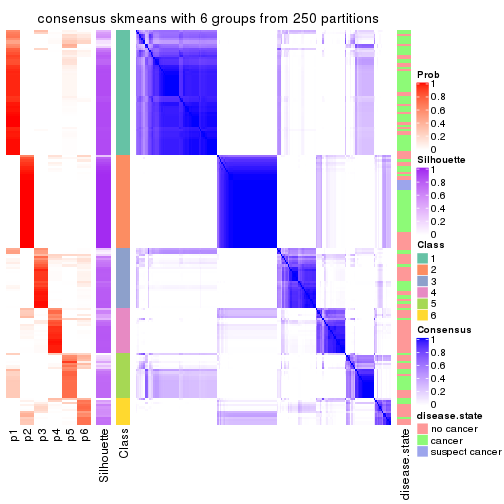 consensus skmeans with 6 groups from 250 partitions
Prob
1
0.8
0.6
0.4
0.2
0
Silhouette
1
0.8
0.6
0.4
0.2
0
Class
1
2
3
4
5
6
Consensus
1
0.8
0.6
0.4
0.2
0
disease.state
no cancer
cancer
suspect cancer
p1
p2
p3
p4
p5
p6
Silhouette
Class
disease.state